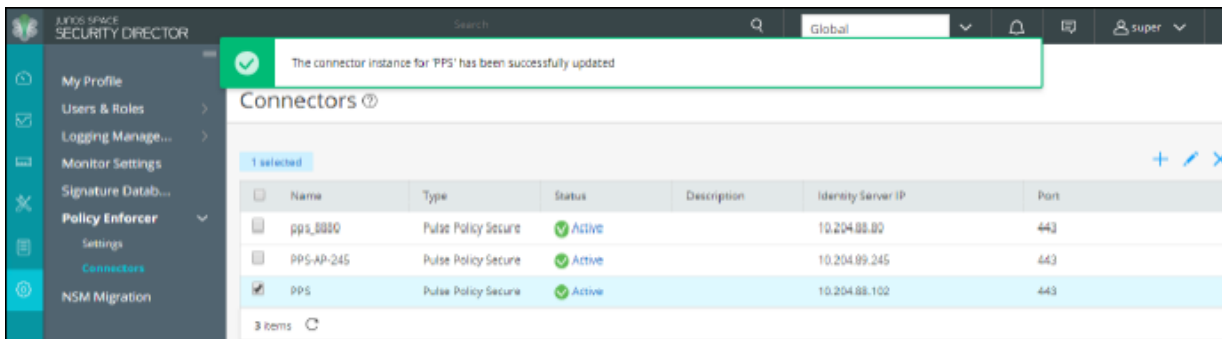 JUNOS SPACE
SECURITY DIRECTOR
Search
Global
super
The connector instance for 'PPS' has been successfully updated
My Profile
Users & Roles
Logging Manage...
Monitor Settings
Signature Datab...
Policy Enforcer
Settings
Connectors
NSM Migration
Connectors
1 selected
Name Type Status Description Identity Server IP Port
pps_8880 Pulse Policy Secure Active 10.204.88.80 443
PPS-AP-245 Pulse Policy Secure Active 10.204.89.245 443
PPS Pulse Policy Secure Active 10.204.88.102 443
3 items